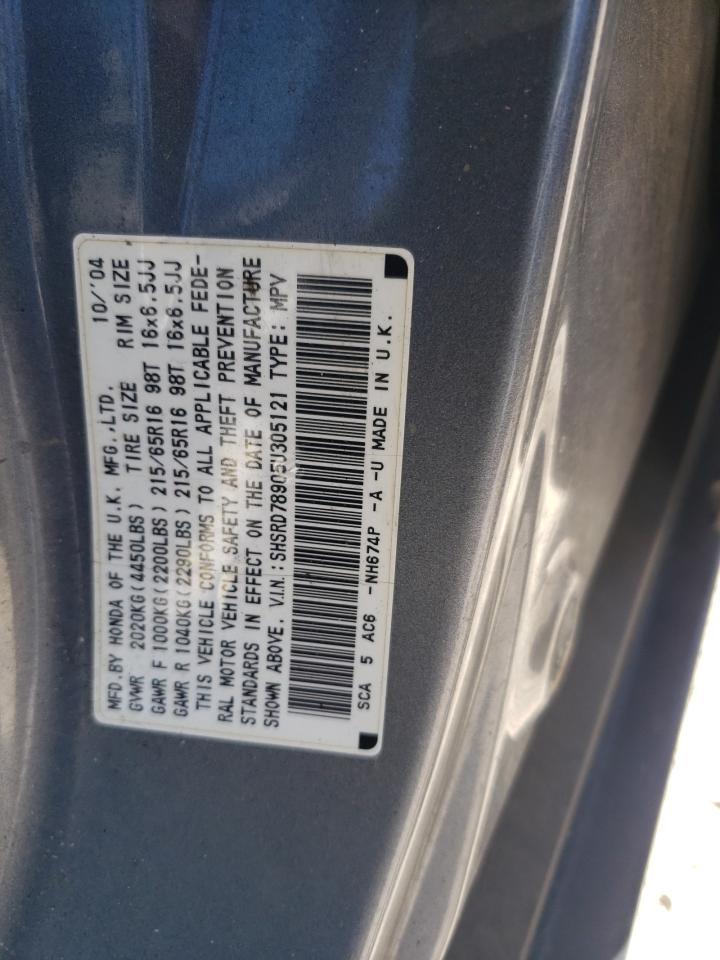 MFD.BY HONDA OF THE U.K. MFG.,LTD. 10/'04
GVWR 2020KG(4450LBS) TIRE SIZE RIM SIZE
GAWR F 1000KG(2200LBS) 215/65R16 98T 16x6.5JJ
GAWR R 1040KG(2290LBS) 215/65R16 98T 16x6.5JJ
THIS VEHICLE CONFORMS TO ALL APPLICABLE FEDE-
RAL MOTOR VEHICLE SAFETY AND THEFT PREVENTION
STANDARDS IN EFFECT ON THE DATE OF MANUFACTURE
SHOWN ABOVE. V.I.N.:SHSRD78905U305121 TYPE: MPV
SCA 5 AC6 -NH674P -A -U MADE IN U.K.